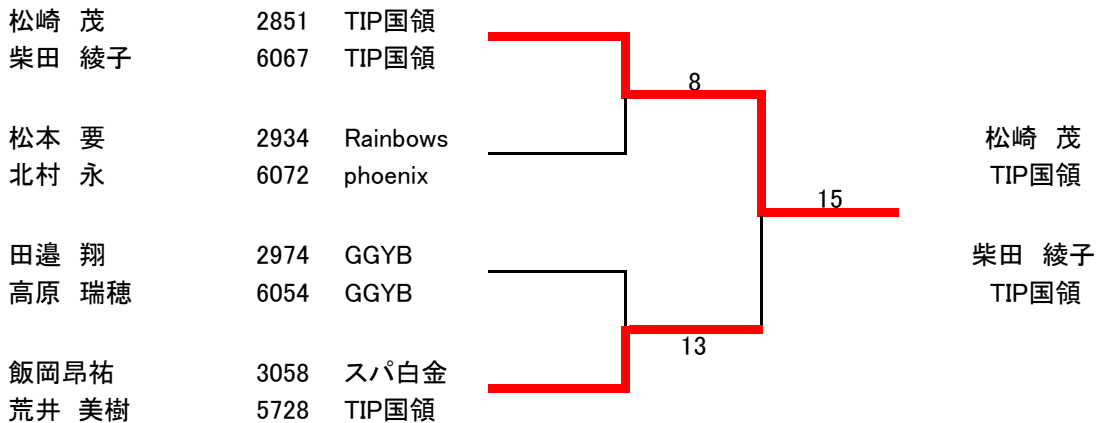 松崎　茂 2851 TIP国領
柴田　綾子 6067 TIP国領
8
松本　要 2934 Rainbows 松崎　茂
北村　永 6072 phoenix TIP国領
15
田邉　翔 2974 GGYB 柴田　綾子
高原　瑞穂 6054 GGYB TIP国領
13
飯岡昂祐 3058 スパ白金
荒井　美樹 5728 TIP国領